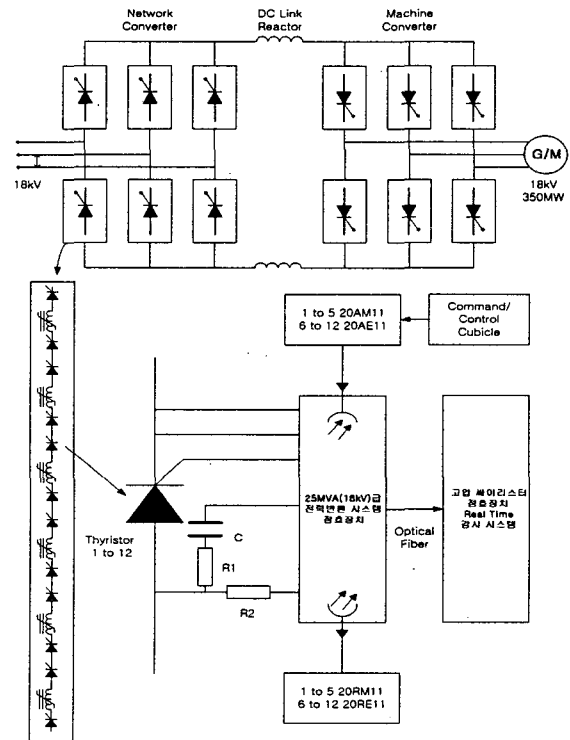 Network
Converter
DC Link
Reactor
Machine
Converter
18kV
G/M
18kV
350MW
1 to 5 20AM11
6 to 12 20AE11
Command/
Control
Cubicle
Thyristor
1 to 12
C
R1
R2
25MVA(18kV)급
전력변환 시스템
점호장치
Optical
Fiber
고압 싸이리스터
점호장치
Real Time
감시 시스템
1 to 5 20RM11
6 to 12 20RE11